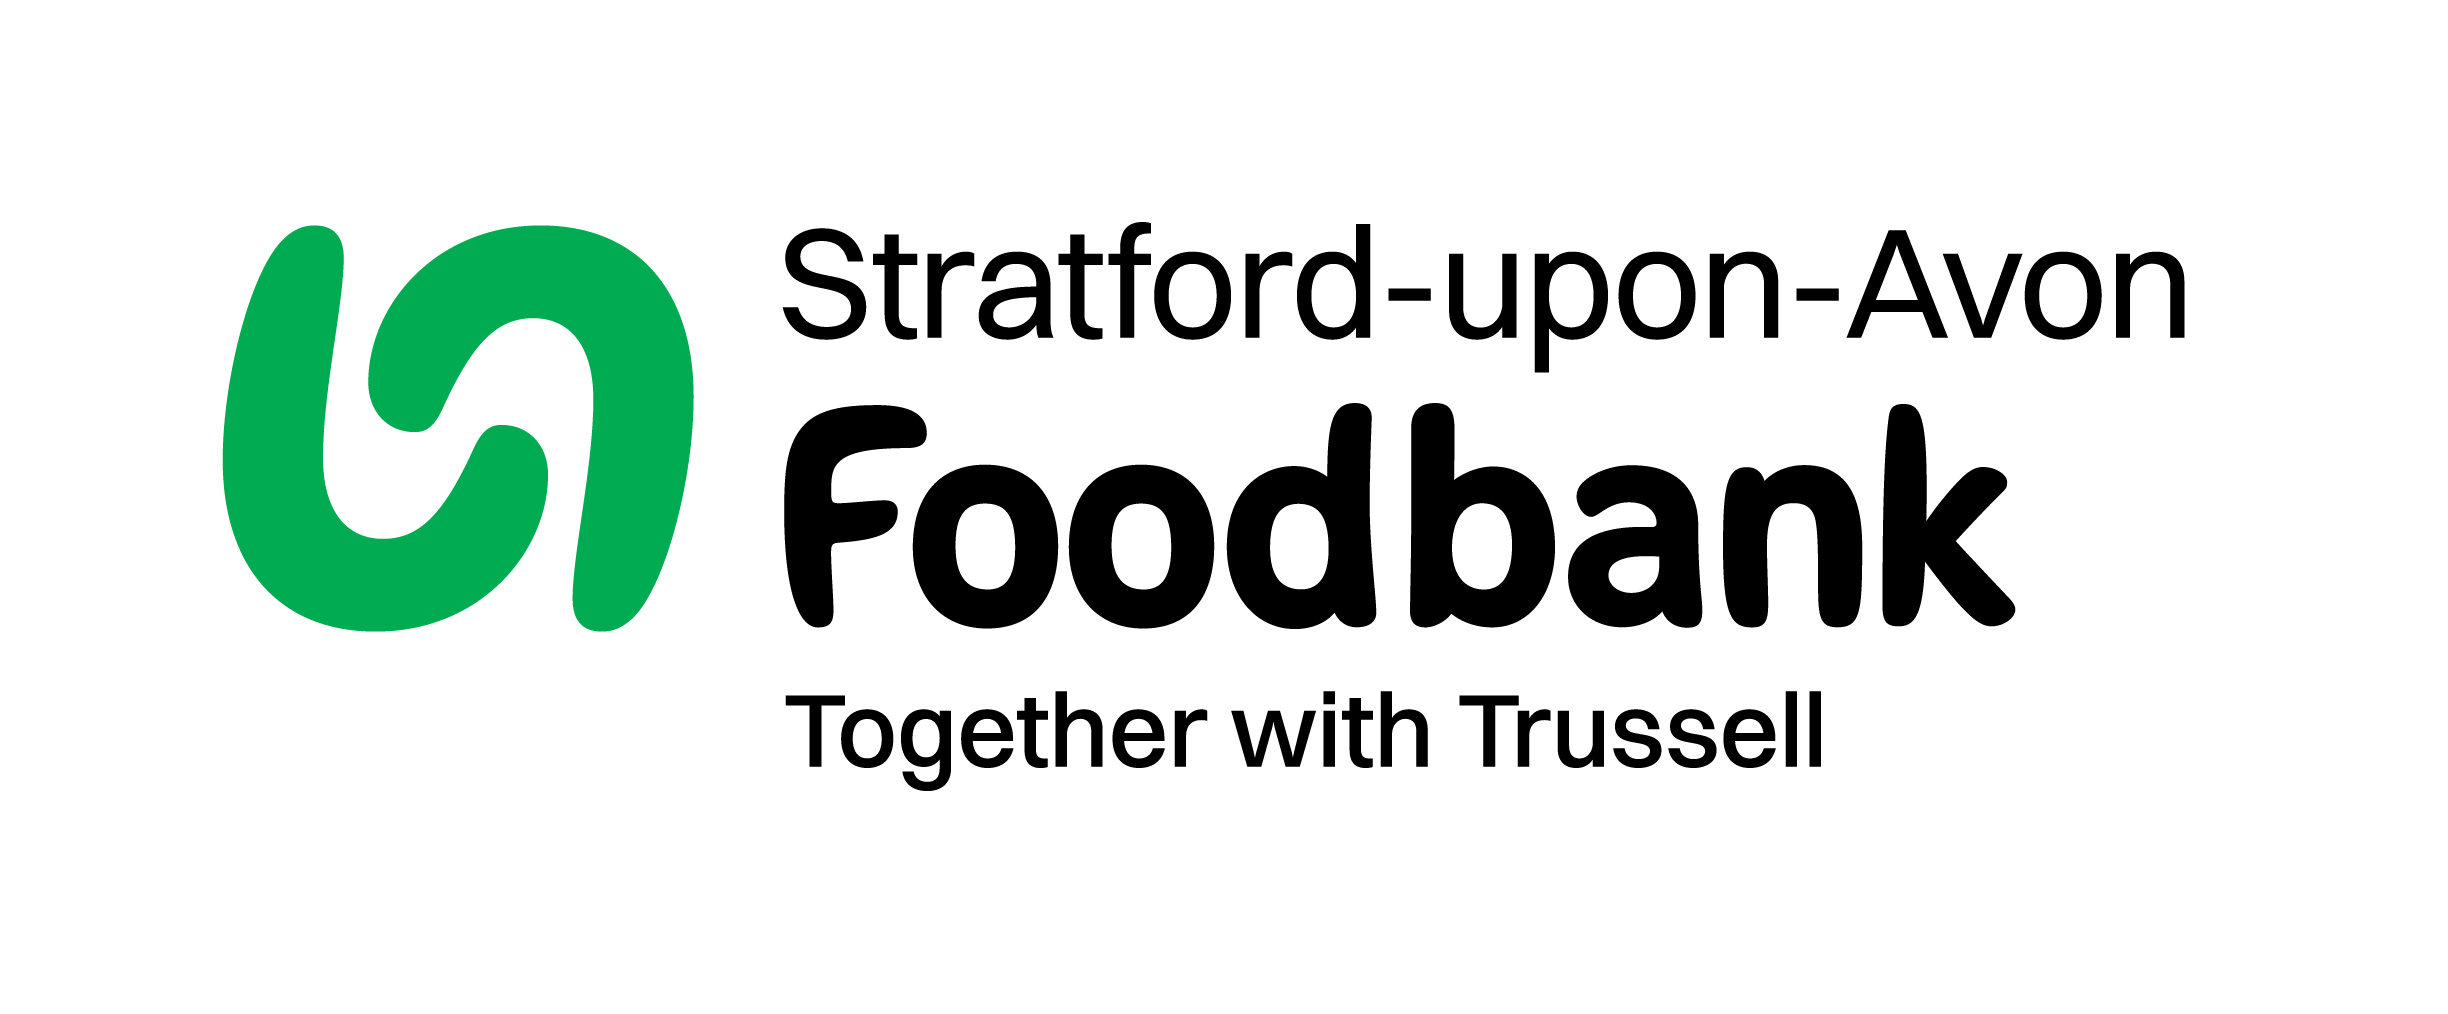 Stratford-upon-Avon
Foodbank
Together with Trussell